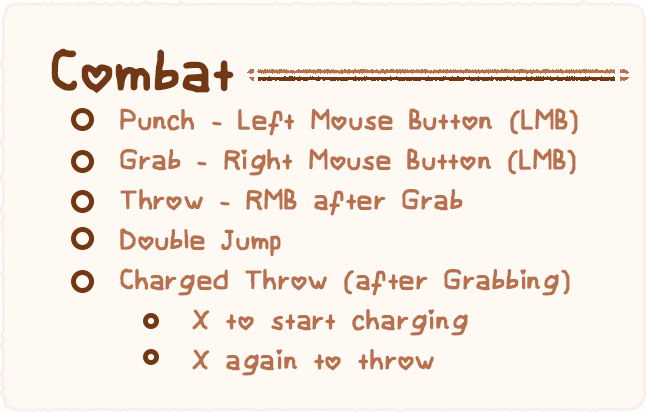 Combat
Punch - Left Mouse Button (LMB)
Grab - Right Mouse Button (LMB)
Throw - RMB after Grab
Double Jump
Charged Throw (after Grabbing)
X to start charging
X again to throw